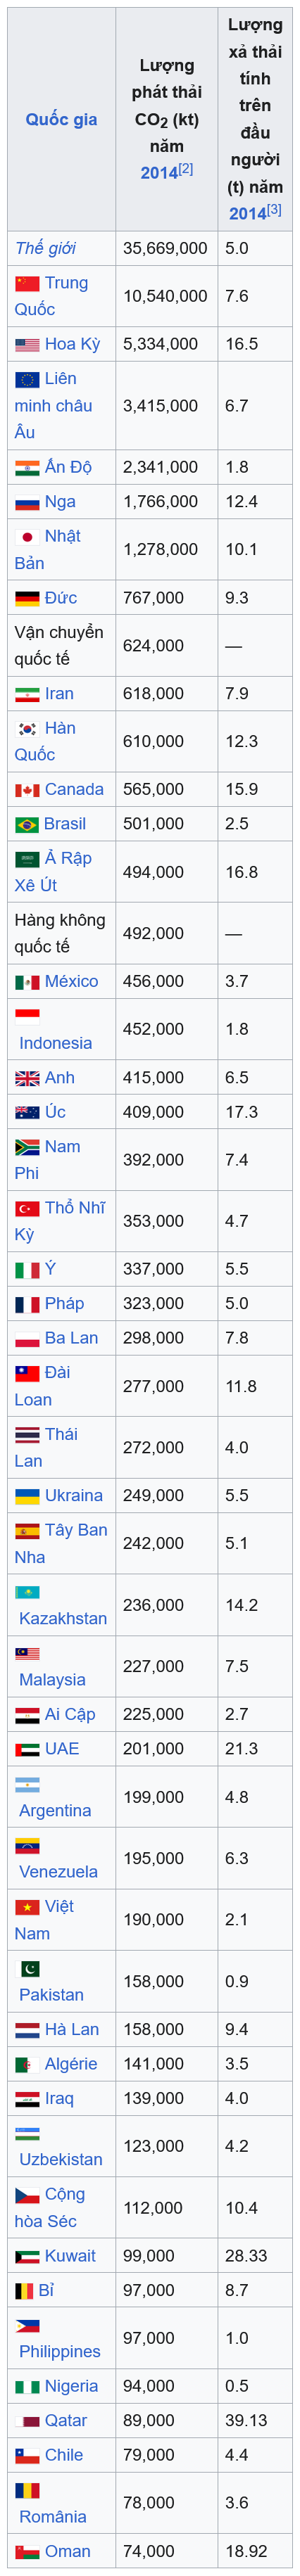 Quốc gia
Lượng
phát thải
CO2 (kt)
năm
2014[2]
Lượng
xả thải
tính
trên
đầu
người
(t) năm
2014[3]
Thế giới 35,669,000 5.0
Trung
Quốc
10,540,000 7.6
Hoa Kỳ 5,334,000 16.5
Liên
minh châu
Âu
3,415,000 6.7
Ấn Độ 2,341,000 1.8
Nga 1,766,000 12.4
Nhật
Bản
1,278,000 10.1
Đức 767,000 9.3
Vận chuyển
quốc tế
624,000 —
Iran 618,000 7.9
Hàn
Quốc
610,000 12.3
Canada 565,000 15.9
Brasil 501,000 2.5
Ả Rập
Xê Út
494,000 16.8
Hàng không
quốc tế
492,000 —
México 456,000 3.7
Indonesia
452,000 1.8
Anh 415,000 6.5
Úc 409,000 17.3
Nam
Phi
392,000 7.4
Thổ Nhĩ
Kỳ
353,000 4.7
Ý 337,000 5.5
Pháp 323,000 5.0
Ba Lan 298,000 7.8
Đài
Loan
277,000 11.8
Thái
Lan
272,000 4.0
Ukraina 249,000 5.5
Tây Ban
Nha
242,000 5.1
Kazakhstan
236,000 14.2
Malaysia
227,000 7.5
Ai Cập 225,000 2.7
UAE 201,000 21.3
Argentina
199,000 4.8
Venezuela
195,000 6.3
Việt
Nam
190,000 2.1
Pakistan
158,000 0.9
Hà Lan 158,000 9.4
Algérie 141,000 3.5
Iraq 139,000 4.0
Uzbekistan
123,000 4.2
Cộng
hòa Séc
112,000 10.4
Kuwait 99,000 28.33
Bỉ 97,000 8.7
Philippines
97,000 1.0
Nigeria 94,000 0.5
Qatar 89,000 39.13
Chile 79,000 4.4
România
78,000 3.6
Oman 74,000 18.92